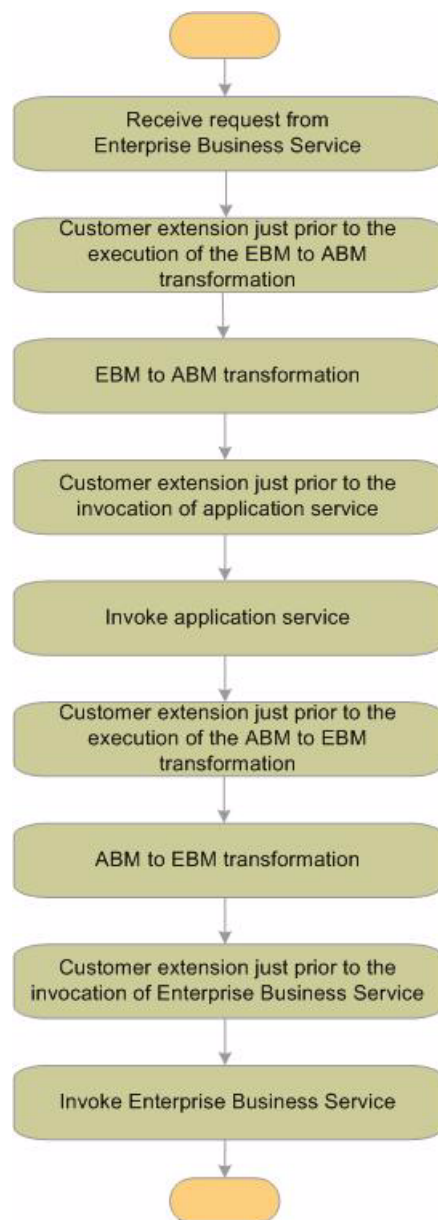 Receive request from
Enterprise Business Service
Customer extension just prior to the
execution of the EBM to ABM
transformation
EBM to ABM transformation
Customer extension just prior to the
invocation of application service
Invoke application service
Customer extension just prior to the
execution of the ABM to EBM
transformation
ABM to EBM transformation
Customer extension just prior to the
invocation of Enterprise Business Service
Invoke Enterprise Business Service